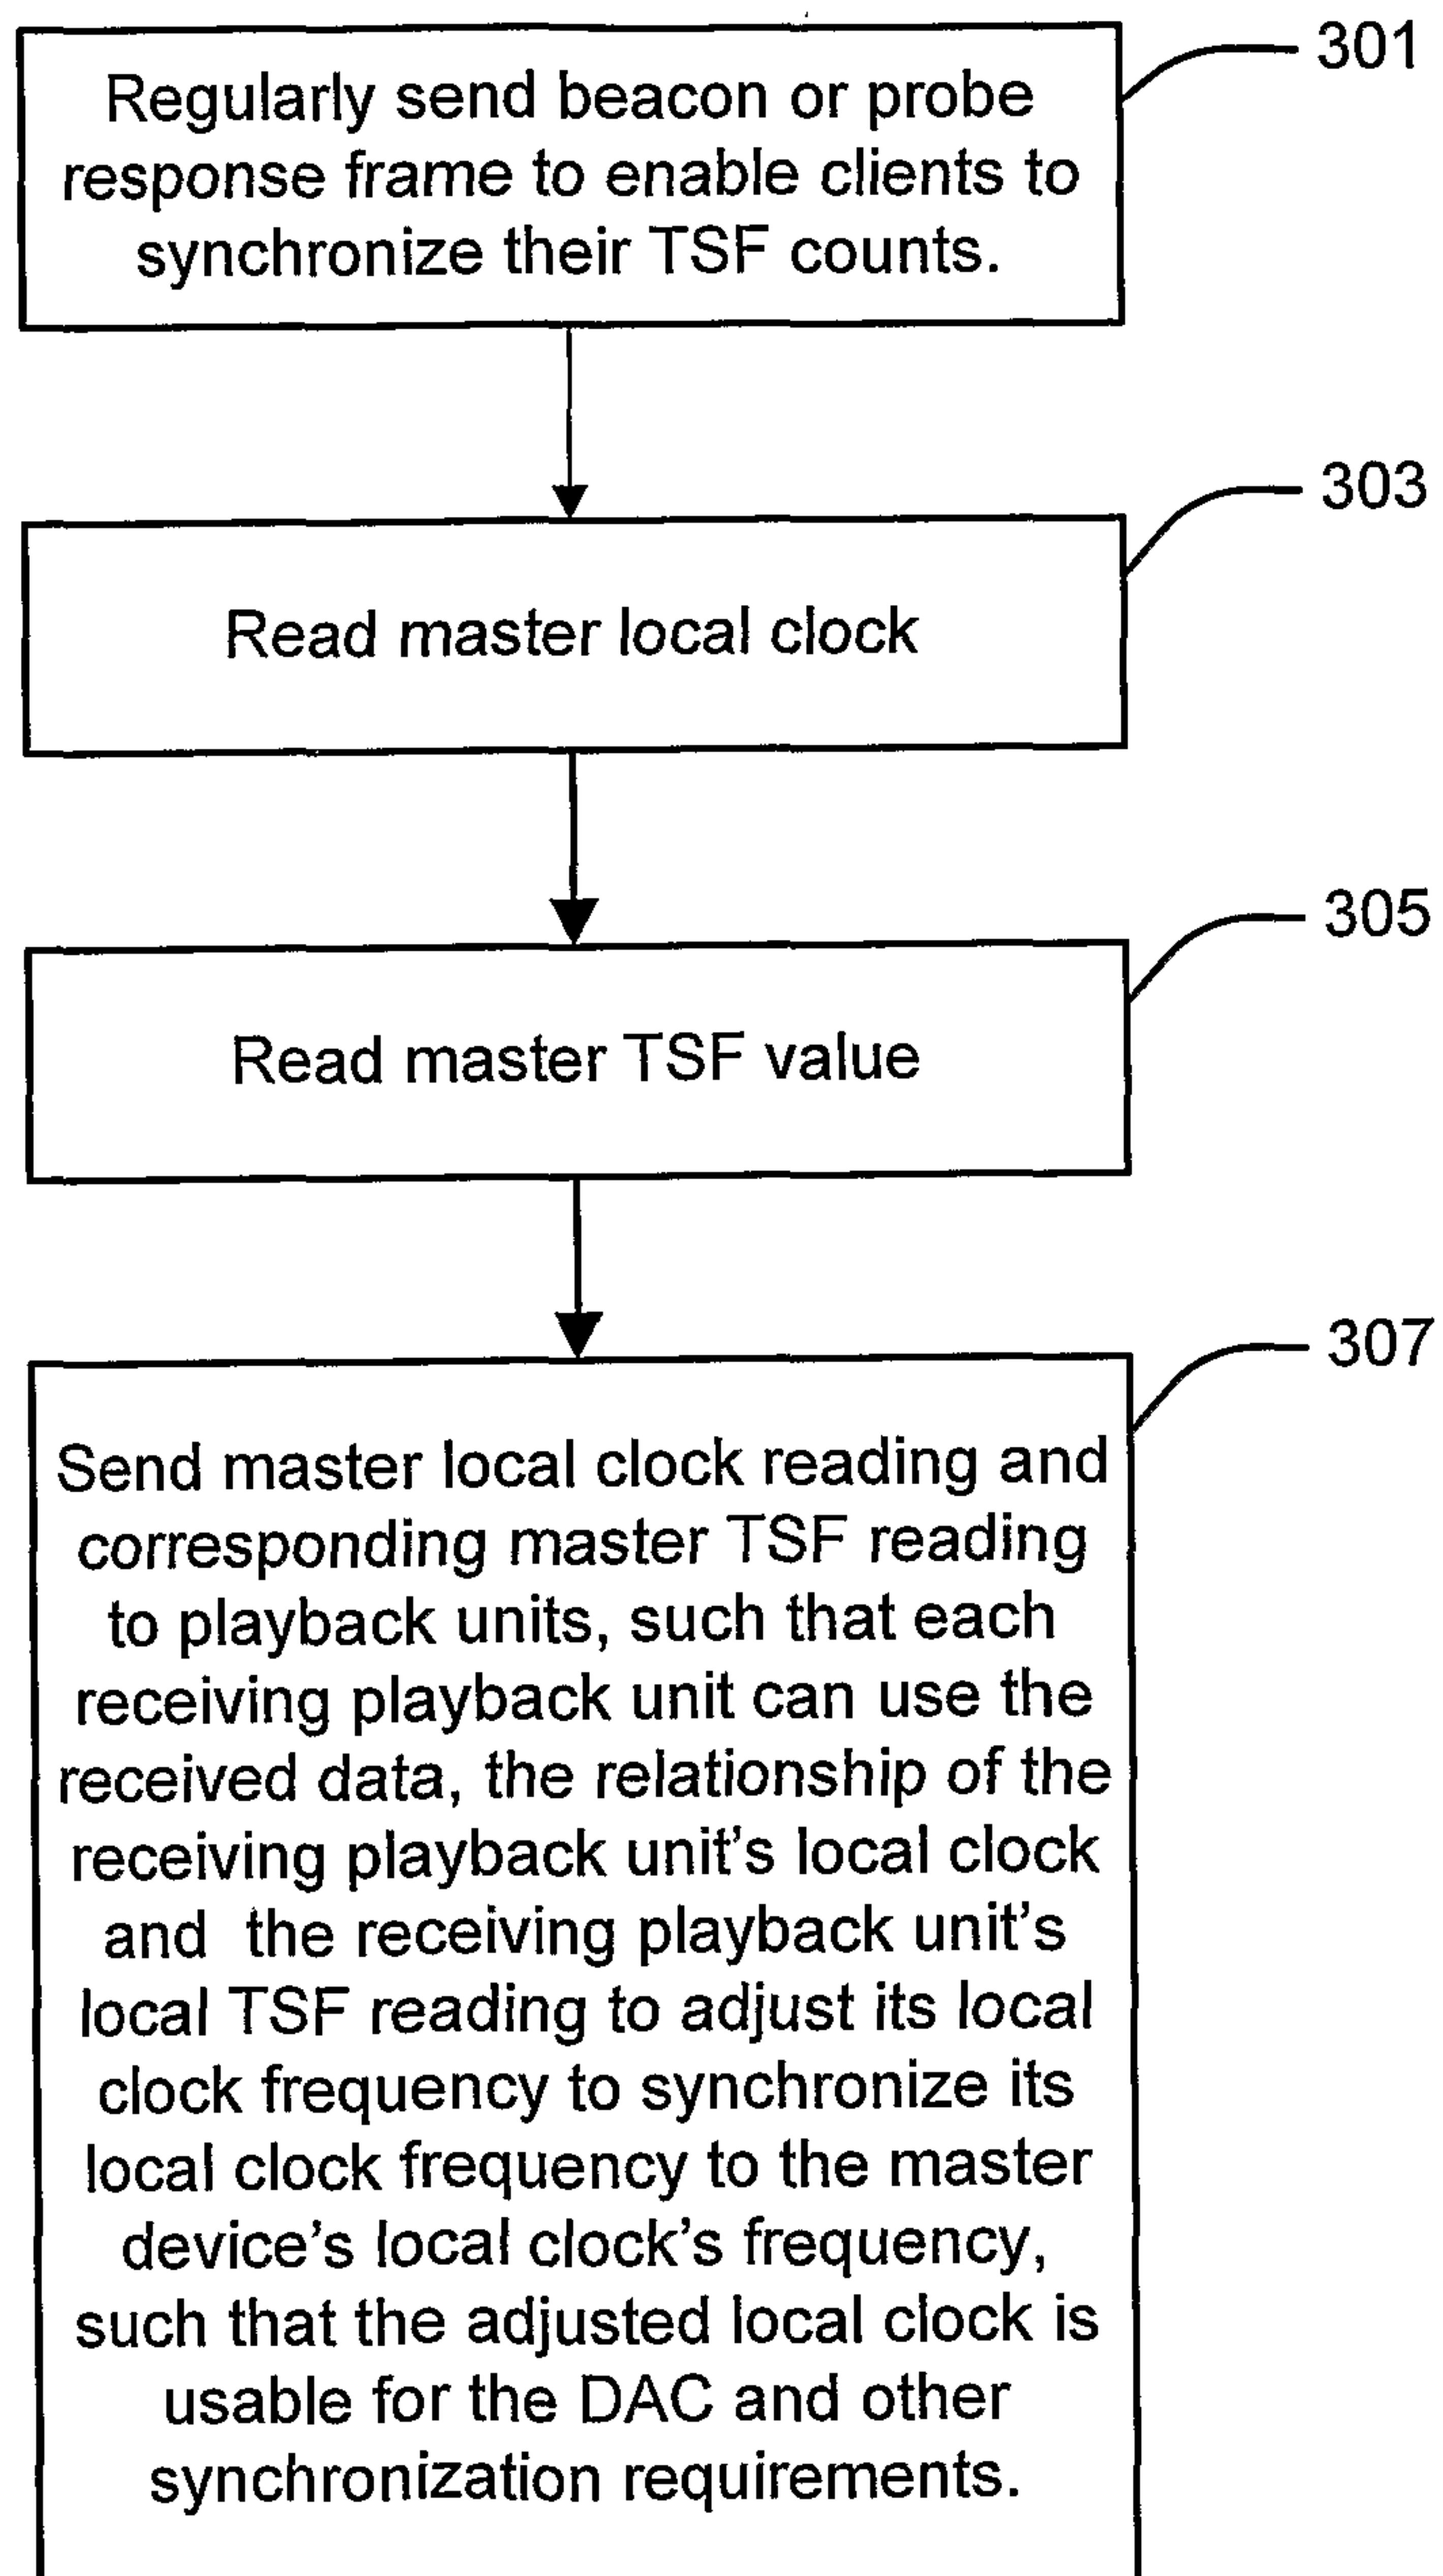 301
Regularly send beacon or probe
response frame to enable clients to
synchronize their TSF counts.
303
Read master local clock
305
Read master TSF value
307
Send master local clock reading and
corresponding master TSF reading
to playback units, such that each
receiving playback unit can use the
received data, the relationship of the
receiving playback unit's local clock
and the receiving playback unit's
local TSF reading to adjust its local
clock frequency to synchronize its
local clock frequency to the master
device's local clock's frequency,
such that the adjusted local clock is
usable for the DAC and other
synchronization requirements.